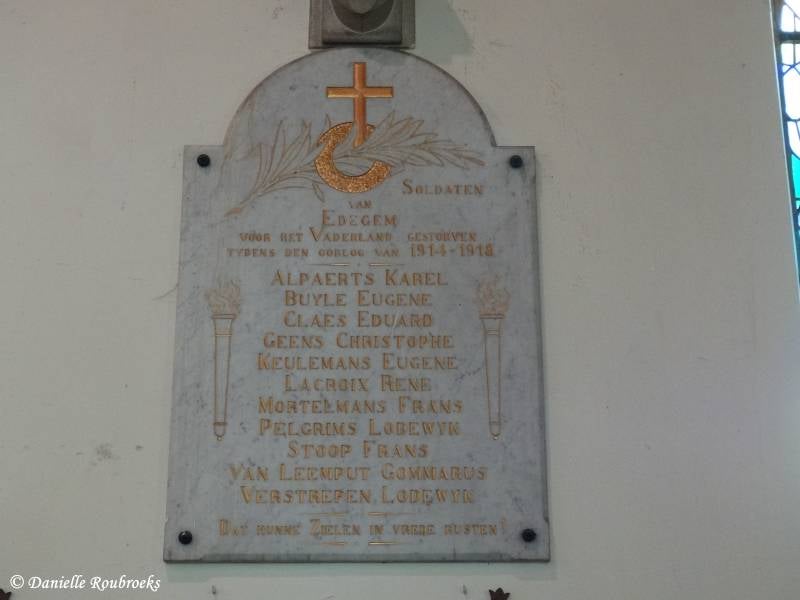 SOLDATEN
VAN
EDEGEM
VOOR HET VADERLAND GESTORVEN
TYDENS DEN OORLOG VAN 1914-1918
ALPAERTS KAREL
BUYLE EUGENE
CLAES EDUARD
GEENS CHRISTOPHE
KEULEMANS EUGENE
LACROIX RENE
MORTELMANS FRANS
PELGRIMS LODEWYK
STOOP FRANS
VAN LEEMPUT GOMMARUS
VERSTREPEN LODEWYK
DAT HUNNE ZIELEN IN VREDE RUSTEN!
© Danielle Roubroeks